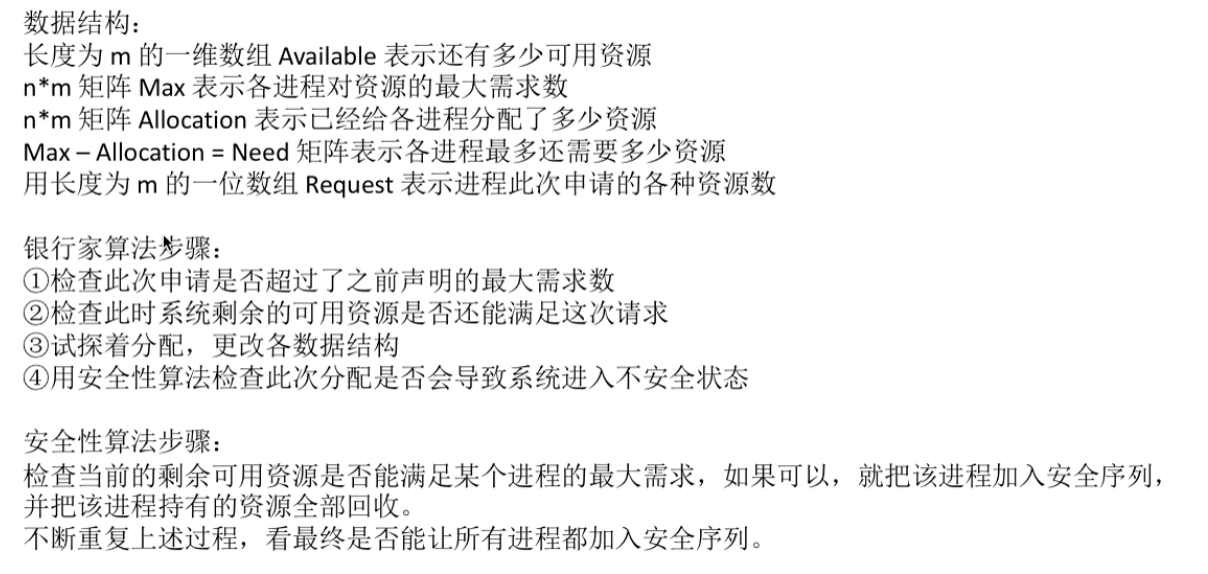 数据结构：
长度为 m 的一维数组 Available 表示还有多少可用资源
n*m 矩阵 Max 表示各进程对资源的最大需求数
n*m 矩阵 Allocation 表示已经给各进程分配了多少资源
Max – Allocation = Need 矩阵表示各进程最多还需要多少资源
用长度为 m 的一位数组 Request 表示进程此次申请的各种资源数
银行家算法步骤：
①检查此次申请是否超过了之前声明的最大需求数
②检查此时系统剩余的可用资源是否还能满足这次请求
③试探着分配，更改各数据结构
④用安全性算法检查此次分配是否会导致系统进入不安全状态
安全性算法步骤：
检查当前的剩余可用资源是否能满足某个进程的最大需求，如果可以，就把该进程加入安全序列，
并把该进程持有的资源全部回收。
不断重复上述过程，看最终是否能让所有进程都加入安全序列。